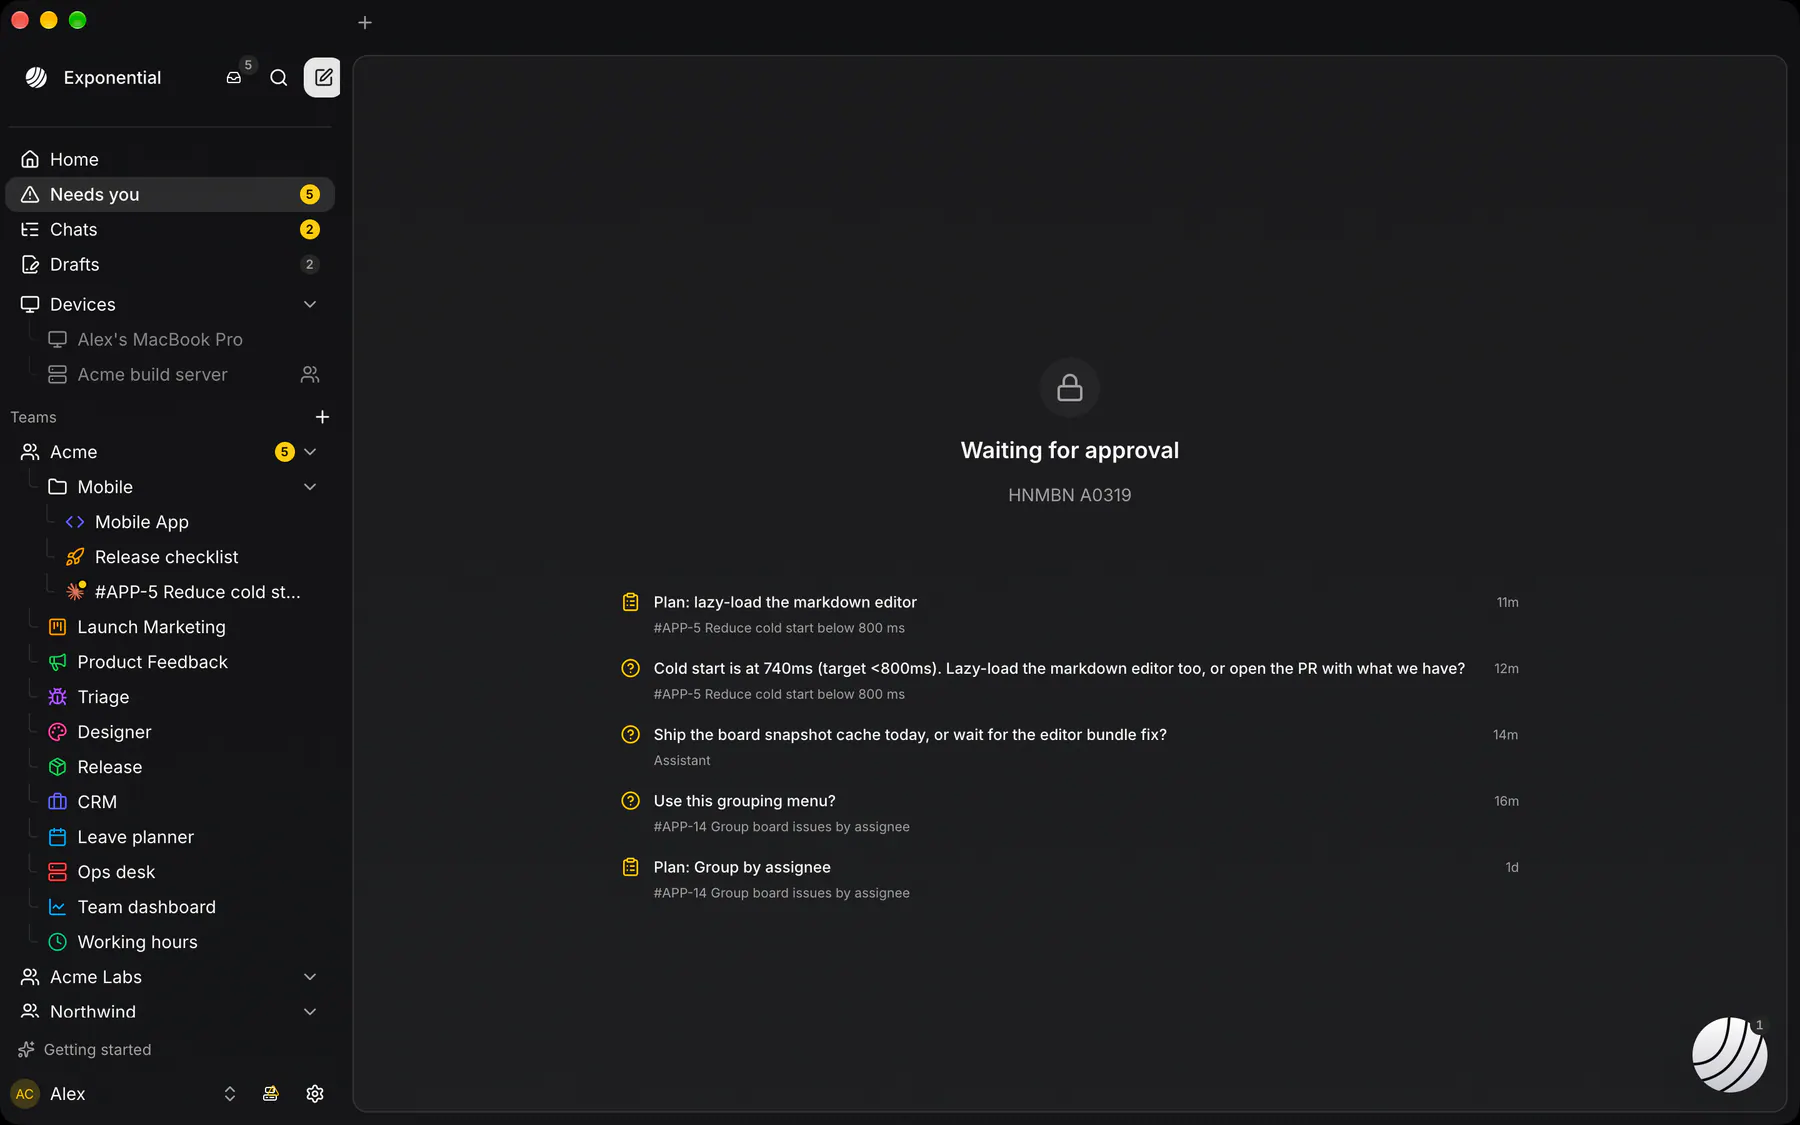 Exponential
5
Home
Needs you
5
Chats
2
Drafts
2
Devices
Alex's MacBook Pro
Acme build server
Teams
Acme
5
Mobile
Mobile App
Release checklist
#APP-5 Reduce cold st...
Launch Marketing
Product Feedback
Triage
Designer
Release
CRM
Leave planner
Ops desk
Team dashboard
Working hours
Acme Labs
Northwind
Getting started
AC
Alex
Waiting for approval
HNMBN A0319
Plan: lazy-load the markdown editor
11m
#APP-5 Reduce cold start below 800 ms
Cold start is at 740ms (target <800ms). Lazy-load the markdown editor too, or open the PR with what we have?
12m
#APP-5 Reduce cold start below 800 ms
Ship the board snapshot cache today, or wait for the editor bundle fix?
14m
Assistant
Use this grouping menu?
16m
#APP-14 Group board issues by assignee
Plan: Group by assignee
1d
#APP-14 Group board issues by assignee
1